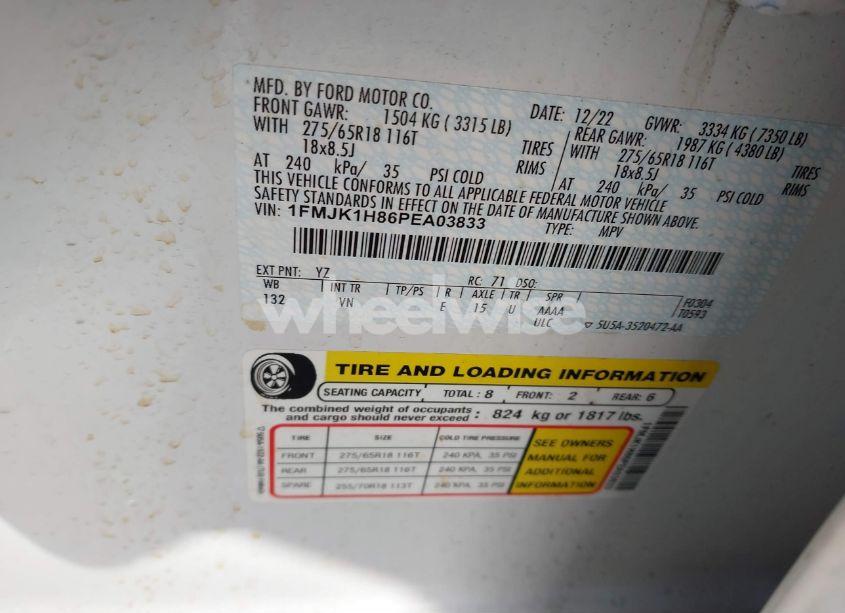 MFD. BY FORD MOTOR CO.
DATE: 12/22 GVWR: 3334 KG (7350 LB)
FRONT GAWR: 1504 KG (3315 LB) REAR GAWR: 1987 KG (4380 LB)
WITH 275/65R18 116T TIRES WITH 275/65R18 116T TIRES
18x8.5J RIMS 18x8.5J RIMS
AT 240 kPa/ 35 PSI COLD AT 240 kPa/ 35 PSI COLD
THIS VEHICLE CONFORMS TO ALL APPLICABLE FEDERAL MOTOR VEHICLE
SAFETY STANDARDS IN EFFECT ON THE DATE OF MANUFACTURE SHOWN ABOVE.
VIN: 1FMJK1H86PEA03833 TYPE: MPV
EXT PNT: YZ RC: 71 DSO:
WB INT TR TP/PS R AXLE TR SPR F0304
132 VN E 15 U AAAA T0593
ULC 5U5A-3520472-AA
wheelwise
TIRE AND LOADING INFORMATION
SEATING CAPACITY TOTAL: 8 FRONT: 2 REAR: 6
The combined weight of occupants and cargo should never exceed: 824 kg or 1817 lbs.
TIRE SIZE COLD TIRE PRESSURE
FRONT 275/65R18 116T 240 KPA, 35 PSI
REAR 275/65R18 116T 240 KPA, 35 PSI
SPARE 255/70R18 113T 240 KPA, 35 PSI
SEE OWNERS
MANUAL FOR
ADDITIONAL
INFORMATION